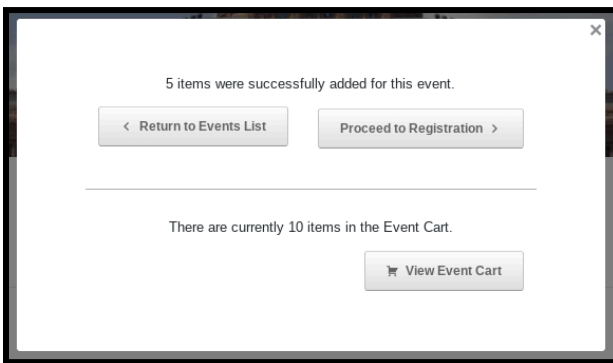 5 items were successfully added for this event.
Return to Events List
Proceed to Registration
There are currently 10 items in the Event Cart.
View Event Cart